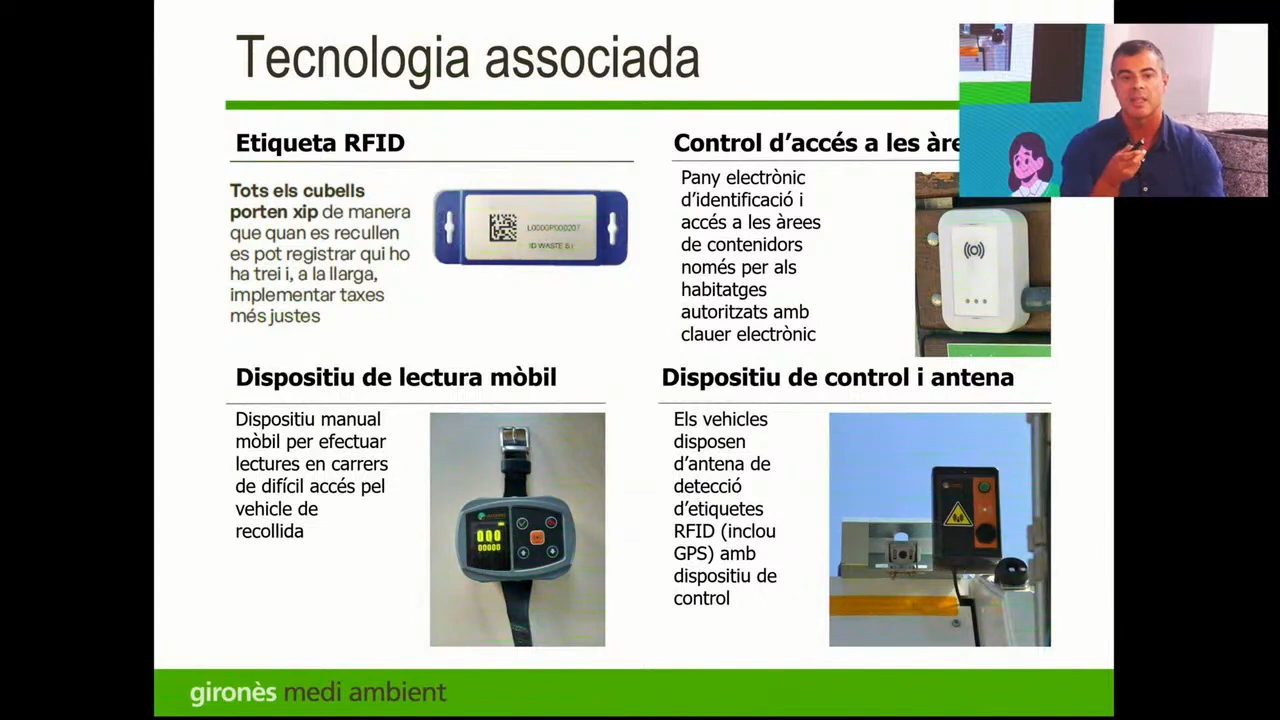 Tecnologia associada
Etiqueta RFID
Tots els cubells
porten xip de manera
que quan es recullen
es pot registrar qui ho
ha trei i, a la llarga,
implementar taxes
més justes
L0000P000207
ID WASTE S.l
Control d'accés a les àre
Pany electrònic
d'identificació i
accés a les àrees
de contenidors
només per als
habitatges
autoritzats amb
clauer electrònic
Dispositiu de lectura mòbil
Dispositiu manual
mòbil per efectuar
lectures en carrers
de difícil accés pel
vehicle de
recollida
000
00000
Dispositiu de control i antena
Els vehicles
disposen
d'antena de
detecció
d'etiquetes
RFID (inclou
GPS) amb
dispositiu de
control
gironès medi ambient